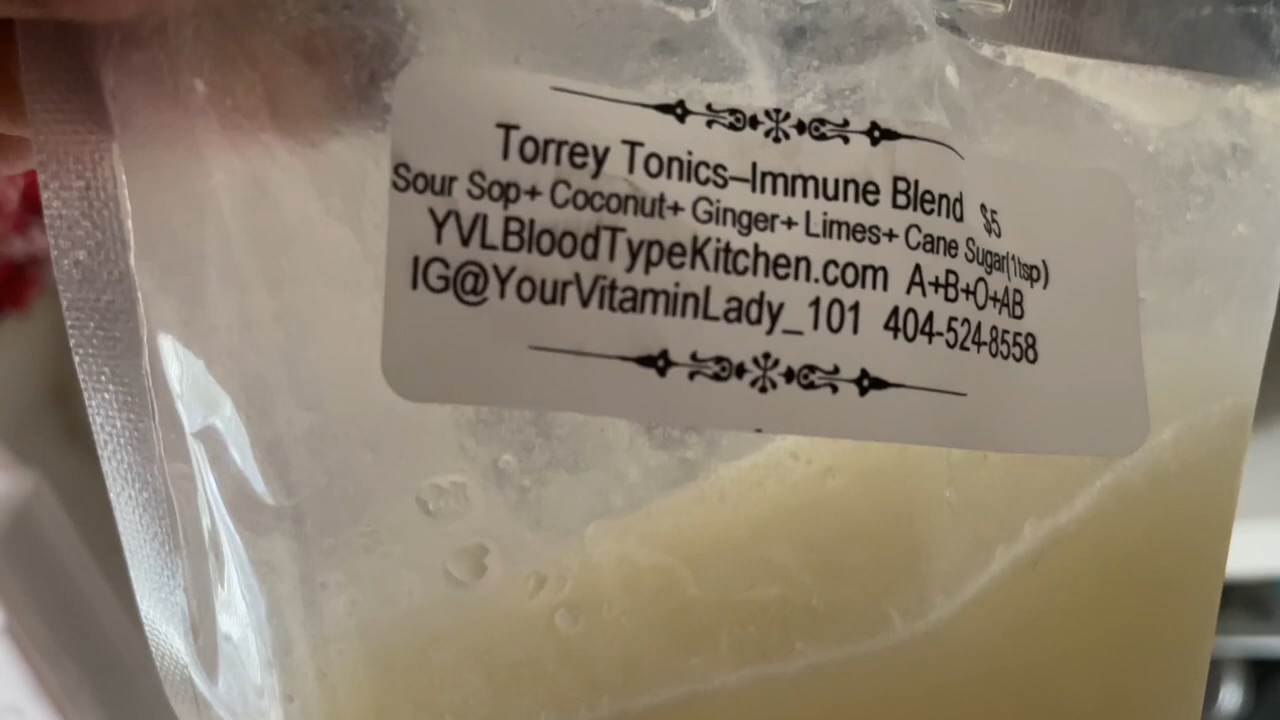 Torrey Tonics–Immune Blend $5
Sour Sop+ Coconut+ Ginger+ Limes+ Cane Sugar(1tsp)
YVLBloodTypeKitchen.com A+B+O+AB
IG@YourVitaminLady_101 404-524-8558